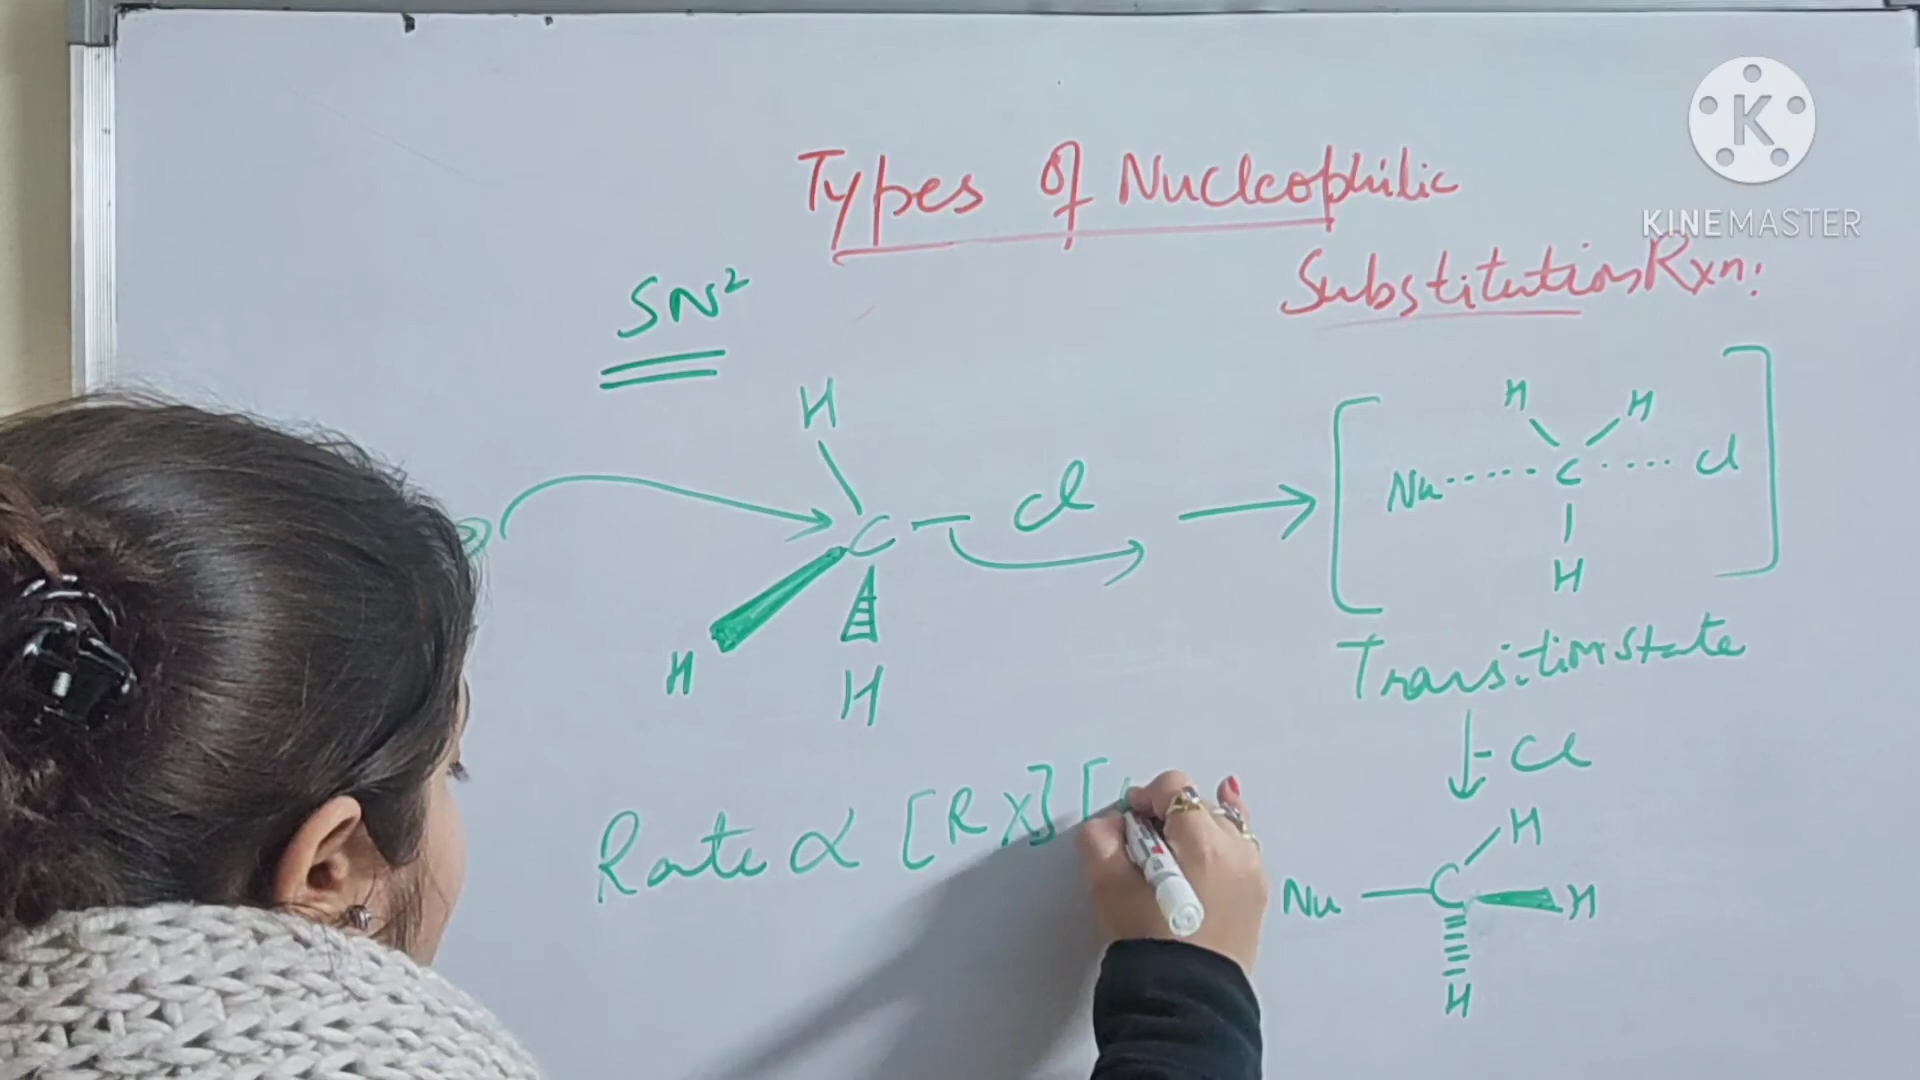 K
KINEMASTER
Types of Nucleophilic
Substitution Rxn:
SN²
H
C — Cl
H
H
H H
Nu ..... C .... Cl
H
Transition state
- Cl
Rate ∝ [RX] [
H
Nu — C H
H